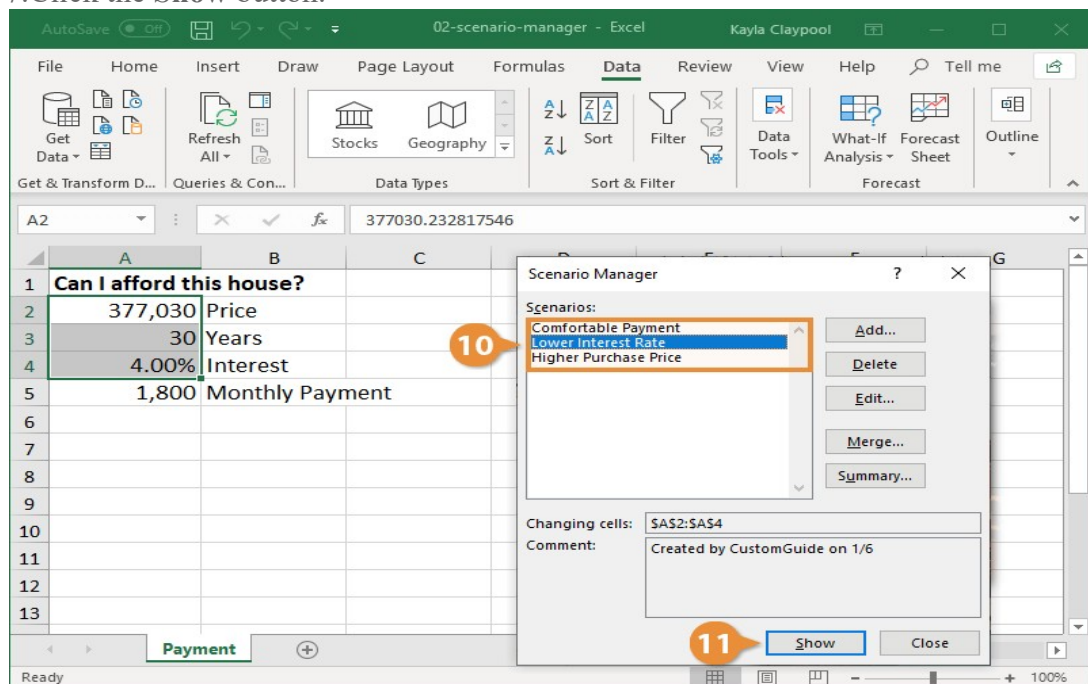 7.Click the Show button.
AutoSave Off 02-scenario-manager - Excel Kayla Claypool
File Home Insert Draw Page Layout Formulas Data Review View Help Tell me
Get Data Refresh All Stocks Geography Sort Filter Data Tools What-If Analysis Forecast Sheet Outline
Get & Transform D... Queries & Con... Data Types Sort & Filter Forecast
A2 fx 377030.232817546
A B C G
1 Can I afford this house?
2 377,030 Price
3 30 Years
4 4.00% Interest
5 1,800 Monthly Payment
6
7
8
9
10
11
12
13
Scenario Manager ? ×
Scenarios:
10
Comfortable Payment
Lower Interest Rate
Higher Purchase Price
Add...
Delete
Edit...
Merge...
Summary...
Changing cells: $A$2:$A$4
Comment: Created by CustomGuide on 1/6
11 Show Close
Payment
Ready 100%